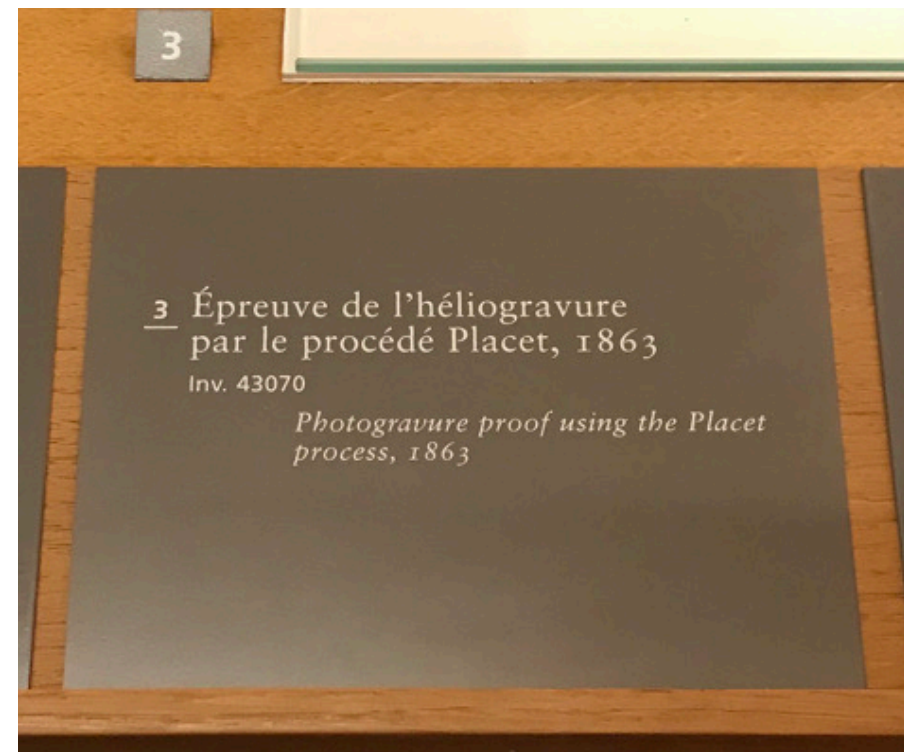 3
3 Épreuve de l’héliogravure
par le procédé Placet, 1863
Inv. 43070
Photogravure proof using the Placet
process, 1863